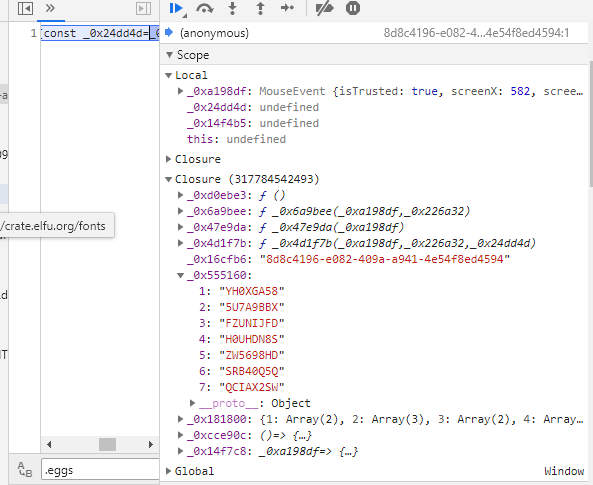 »
1 const _0x24dd4d=_0
(anonymous) 8d8c4196-e082-4...4e54f8ed4594:1
Scope
Local
_0xa198df: MouseEvent {isTrusted: true, screenX: 582, scree...
_0x24dd4d: undefined
_0x14f4b5: undefined
this: undefined
Closure
Closure (317784542493)
_0xd0ebe3: ƒ ()
_0x6a9bee: ƒ _0x6a9bee(_0xa198df,_0x226a32)
_0x47e9da: ƒ _0x47e9da(_0xa198df)
_0x4d1f7b: ƒ _0x4d1f7b(_0xa198df,_0x226a32,_0x24dd4d)
_0x16cfb6: "8d8c4196-e082-409a-a941-4e54f8ed4594"
_0x555160:
1: "YH0XGA58"
2: "5U7A9BBX"
3: "FZUNIJFD"
4: "H0UHDN8S"
5: "ZW5698HD"
6: "SRB40Q5Q"
7: "QCIAX2SW"
__proto__: Object
_0x181800: {1: Array(2), 2: Array(3), 3: Array(2), 4: Array...
_0xcce90c: ()=> {…}
_0x14f7c8: _0xa198df=> {…}
Global Window
-a
09
/crate.elfu.org/fonts
d
IT
.eggs